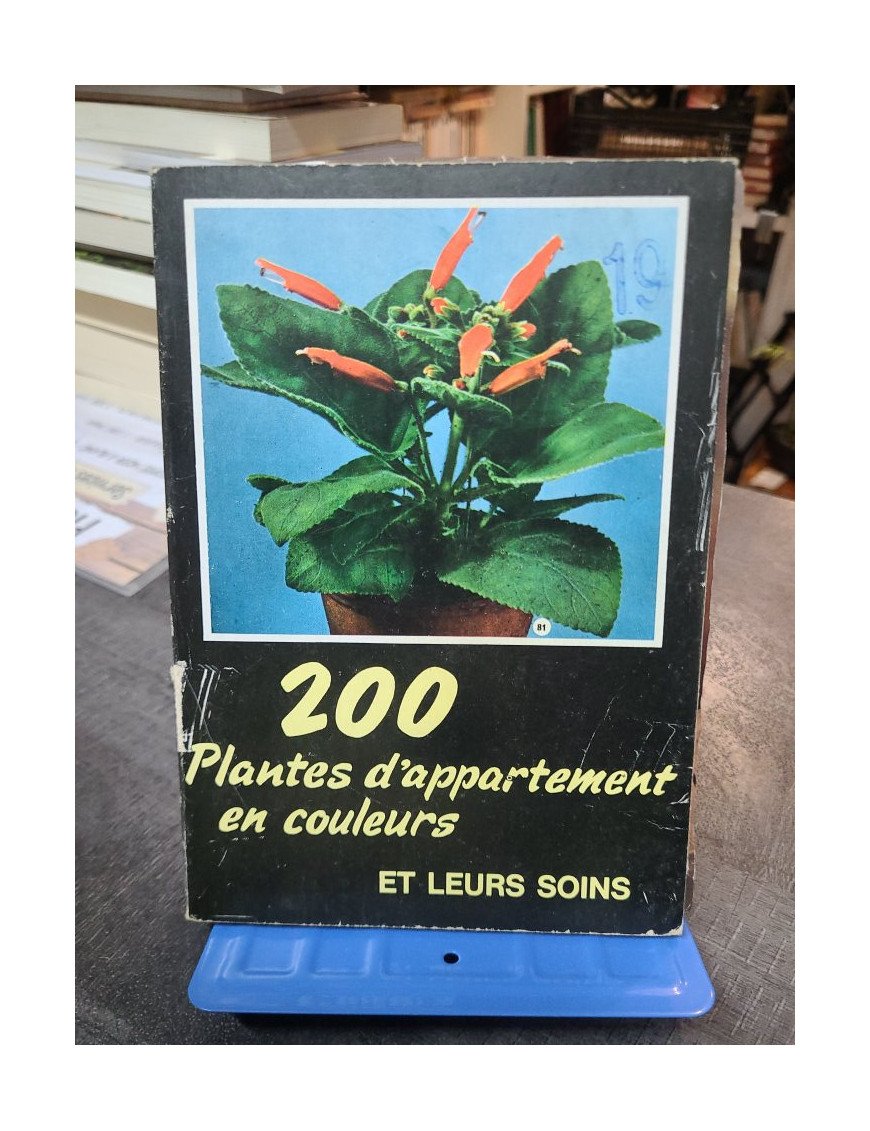 19
81
200
Plantes d'appartement
en couleurs
ET LEURS SOINS